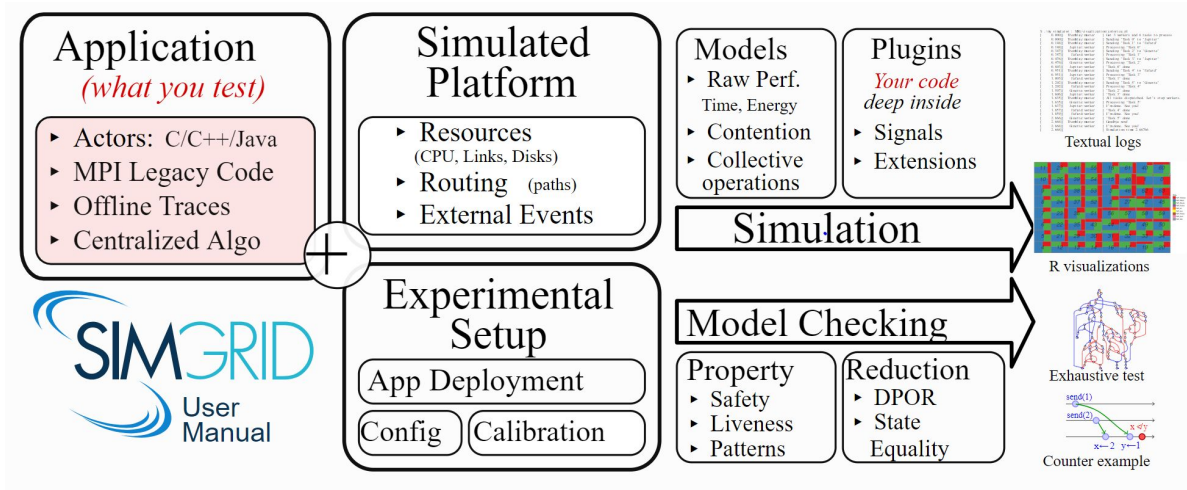 Application
(what you test)
Actors: C/C++/Java
MPI Legacy Code
Offline Traces
Centralized Algo
+
SIMGRID
User
Manual
Simulated
Platform
Resources
(CPU, Links, Disks)
Routing (paths)
External Events
Experimental
Setup
App Deployment
Config
Calibration
Models
Raw Perf.
Time, Energy
Contention
Collective
operations
Plugins
Your code
deep inside
Signals
Extensions
Simulation
Model Checking
Property
Safety
Liveness
Patterns
Reduction
DPOR
State
Equality
Textual logs
R visualizations
Exhaustive test
send(1)
send(2)
x≮y
x←2
y←1
Counter example